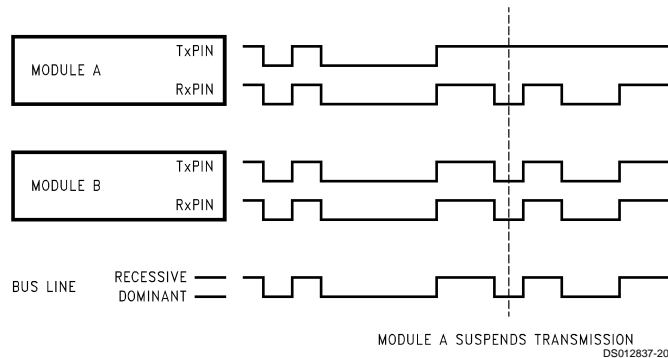 TxPIN
MODULE A
RxPIN
TxPIN
MODULE B
RxPIN
BUS LINE
RECESSIVE
DOMINANT
MODULE A SUSPENDS TRANSMISSION
DS012837-20